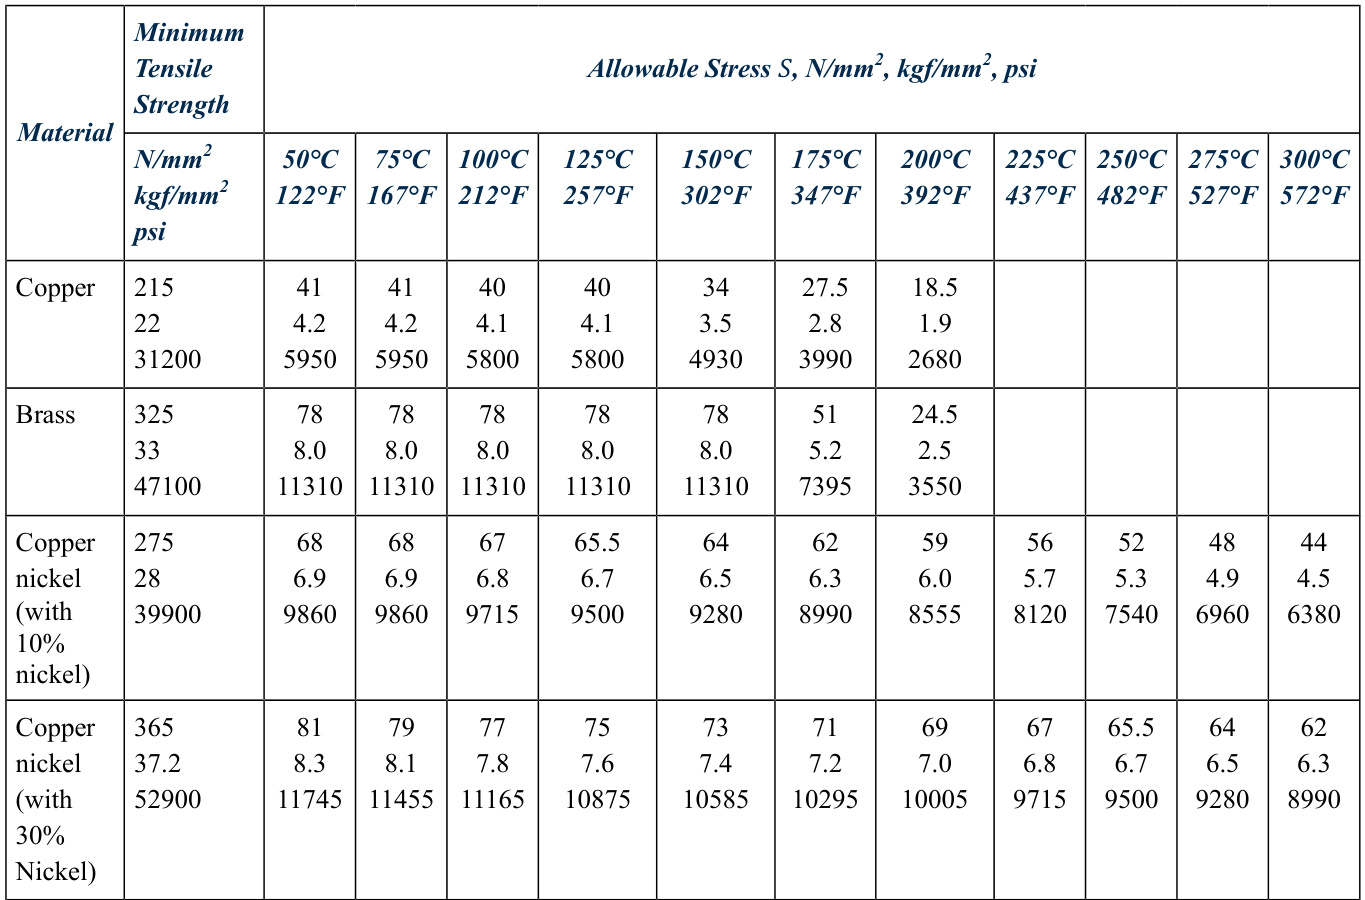 Material
Minimum
Tensile
Strength
Allowable Stress S, N/mm², kgf/mm², psi
N/mm²
kgf/mm²
psi
50°C 75°C 100°C 125°C 150°C 175°C 200°C 225°C 250°C 275°C 300°C
122°F 167°F 212°F 257°F 302°F 347°F 392°F 437°F 482°F 527°F 572°F
Copper 215 41 41 40 40 34 27.5 18.5
22 4.2 4.2 4.1 4.1 3.5 2.8 1.9
31200 5950 5950 5800 5800 4930 3990 2680
Brass 325 78 78 78 78 78 51 24.5
33 8.0 8.0 8.0 8.0 8.0 5.2 2.5
47100 11310 11310 11310 11310 11310 7395 3550
Copper 275 68 68 67 65.5 64 62 59 56 52 48 44
nickel 28 6.9 6.9 6.8 6.7 6.5 6.3 6.0 5.7 5.3 4.9 4.5
(with 39900 9860 9860 9715 9500 9280 8990 8555 8120 7540 6960 6380
10%
nickel)
Copper 365 81 79 77 75 73 71 69 67 65.5 64 62
nickel 37.2 8.3 8.1 7.8 7.6 7.4 7.2 7.0 6.8 6.7 6.5 6.3
(with 52900 11745 11455 11165 10875 10585 10295 10005 9715 9500 9280 8990
30%
Nickel)